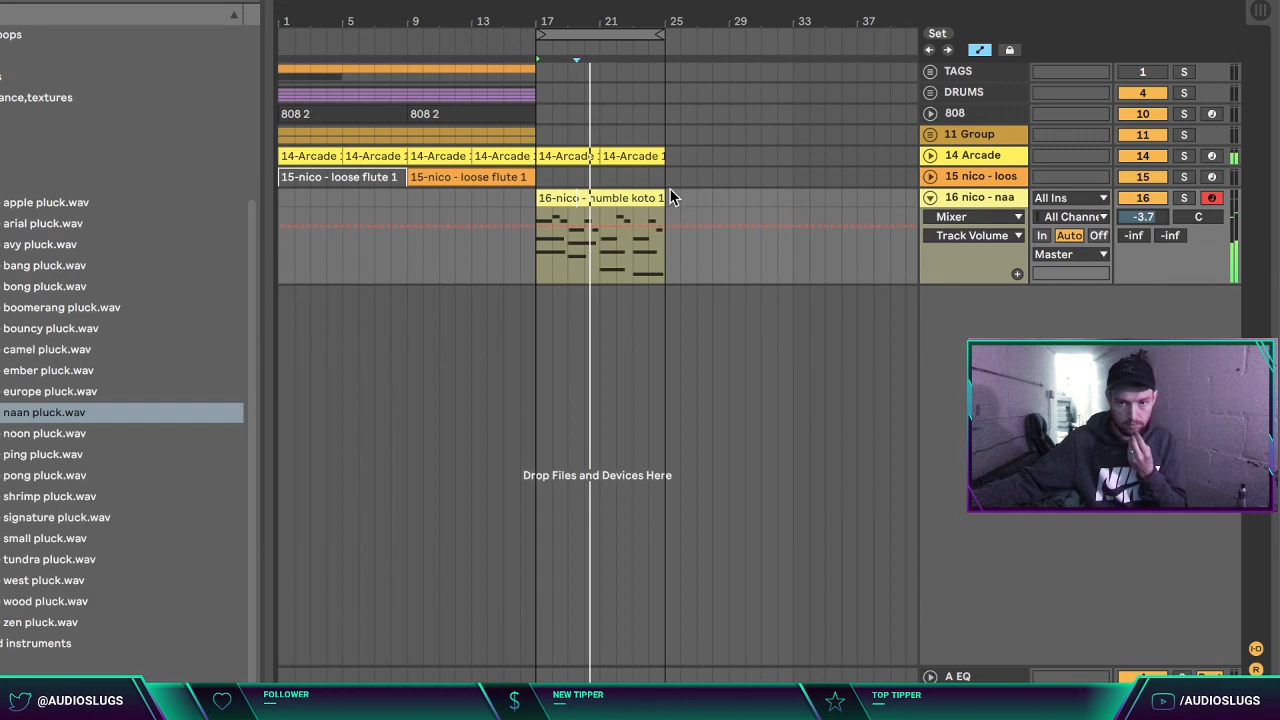 1 5 9 13 17 21 25 29 33 37
Set
oops
s
ance,textures
TAGS 1 S
DRUMS 4 S
808 2 808 2 808 10 S
11 Group 11 S
14-Arcade 14-Arcade 14-Arcade 14-Arcade 14-Arcade 14-Arcade 1 14 Arcade 14 S
15-nico - loose flute 1 15-nico - loose flute 1 15 nico - loos 15 S
16-nico - humble koto 1 16 nico - naa All Ins 16 S
Mixer All Channe -3.7 C
Track Volume In Auto Off -inf -inf
Master
apple pluck.wav
arial pluck.wav
avy pluck.wav
bang pluck.wav
bong pluck.wav
boomerang pluck.wav
bouncy pluck.wav
camel pluck.wav
ember pluck.wav
europe pluck.wav
naan pluck.wav
noon pluck.wav
ping pluck.wav
pong pluck.wav
shrimp pluck.wav
signature pluck.wav
small pluck.wav
tundra pluck.wav
west pluck.wav
wood pluck.wav
zen pluck.wav
d instruments
Drop Files and Devices Here
I·O
R
A EQ
@AUDIOSLUGS FOLLOWER NEW TIPPER TOP TIPPER /AUDIOSLUGS